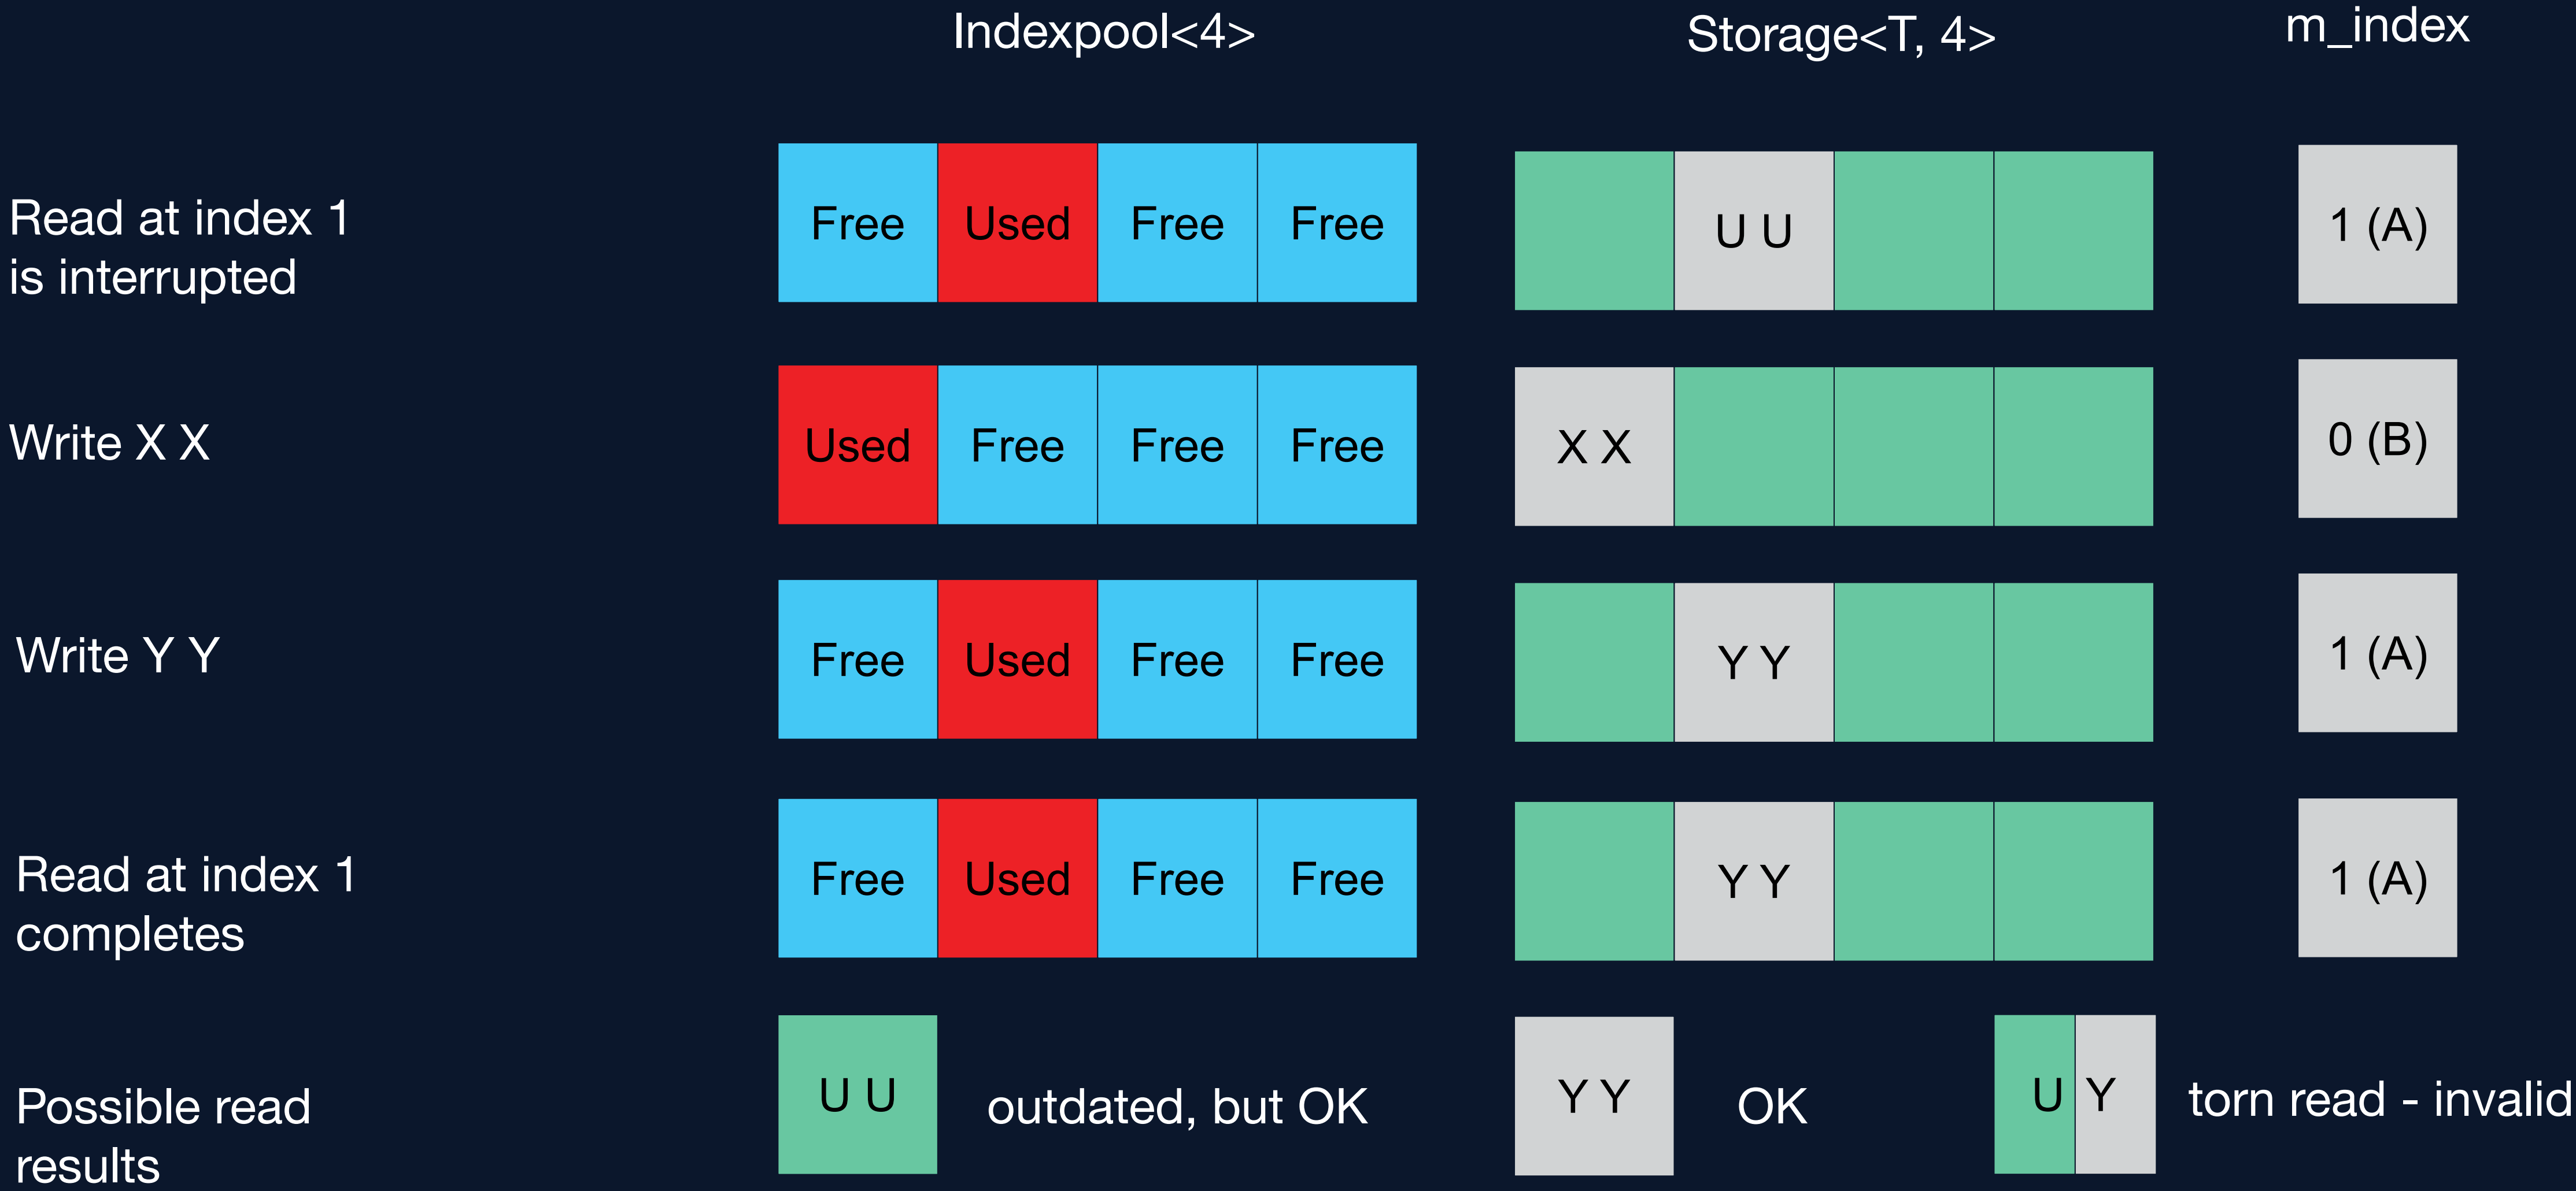 Indexpool<4>
Storage<T, 4>
m_index
Read at index 1
is interrupted
Free
Used
Free
Free
U U
1 (A)
Write X X
Used
Free
Free
Free
X X
0 (B)
Write Y Y
Free
Used
Free
Free
Y Y
1 (A)
Read at index 1
completes
Free
Used
Free
Free
Y Y
1 (A)
Possible read
results
U U
outdated, but OK
Y Y
OK
U Y
torn read - invalid